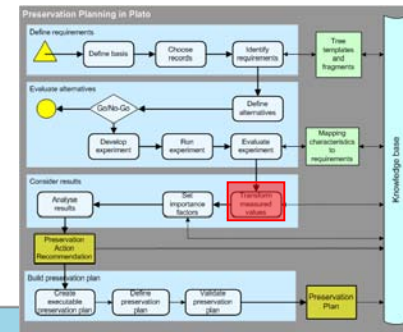 Preservation Planning in Plato
Define requirements
Define basis
Choose
records
Identify
requirements
Tree
templates
and
fragments
Evaluate alternatives
Go/No-Go
Define
alternatives
Develop
experiment
Run
experiment
Evaluate
experiment
Mapping
characteristics
to
requirements
Knowledge base
Consider results
Analyse
results
Set
importance
factors
Transform
measured
values
Preservation
Action
Recommendation
Build preservation plan
Create
executable
preservation plan
Define
preservation
plan
Validate
preservation
plan
Preservation
Plan